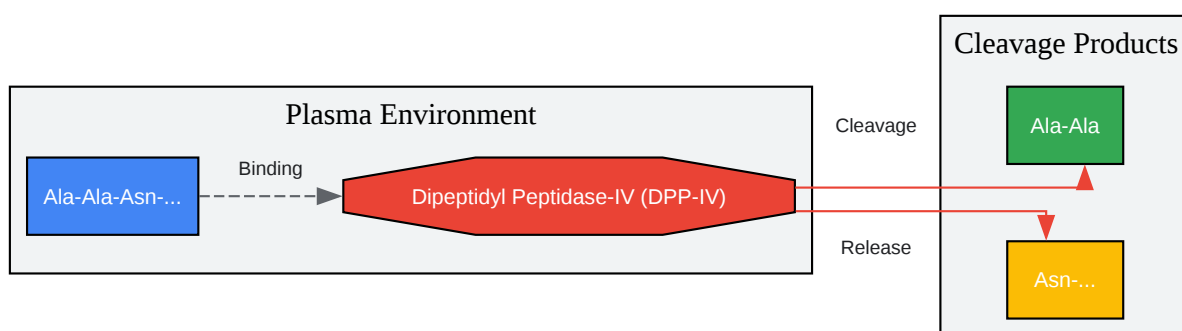 Cleavage Products
Plasma Environment
Cleavage
Ala-Ala
Binding
Ala-Ala-Asn-...
Dipeptidyl Peptidase-IV (DPP-IV)
Release
Asn-...